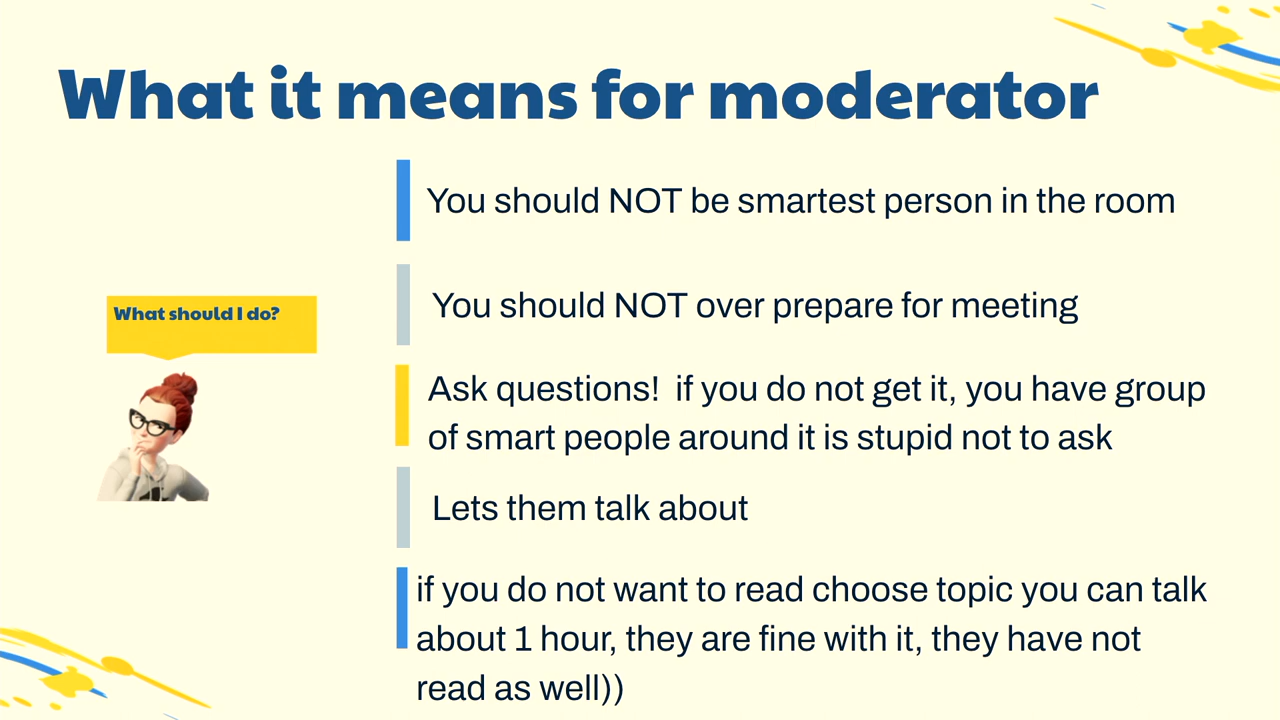 What it means for moderator
You should NOT be smartest person in the room
You should NOT over prepare for meeting
What should I do?
Ask questions!  if you do not get it, you have group
of smart people around it is stupid not to ask
Lets them talk about
if you do not want to read choose topic you can talk
about 1 hour, they are fine with it, they have not
read as well))